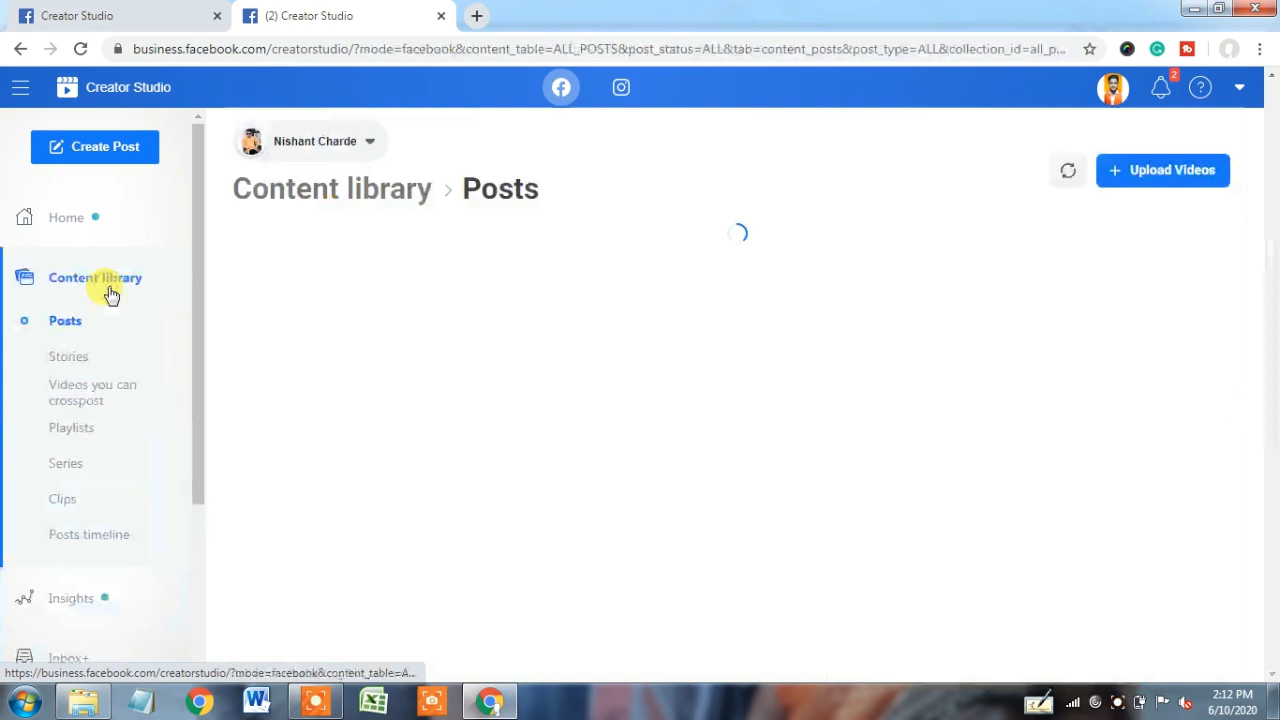 Creator Studio
(2) Creator Studio
business.facebook.com/creatorstudio/?mode=facebook&content_table=ALL_POSTS&post_status=ALL&tab=content_posts&post_type=ALL&collection_id=all_p...
Creator Studio
2
Create Post
Nishant Charde
Upload Videos
Content library > Posts
Home
Content library
Posts
Stories
Videos you can
crosspost
Playlists
Series
Clips
Posts timeline
Insights
Inbox+
https://business.facebook.com/creatorstudio/?mode=facebook&content_table=A...
2:12 PM
6/10/2020